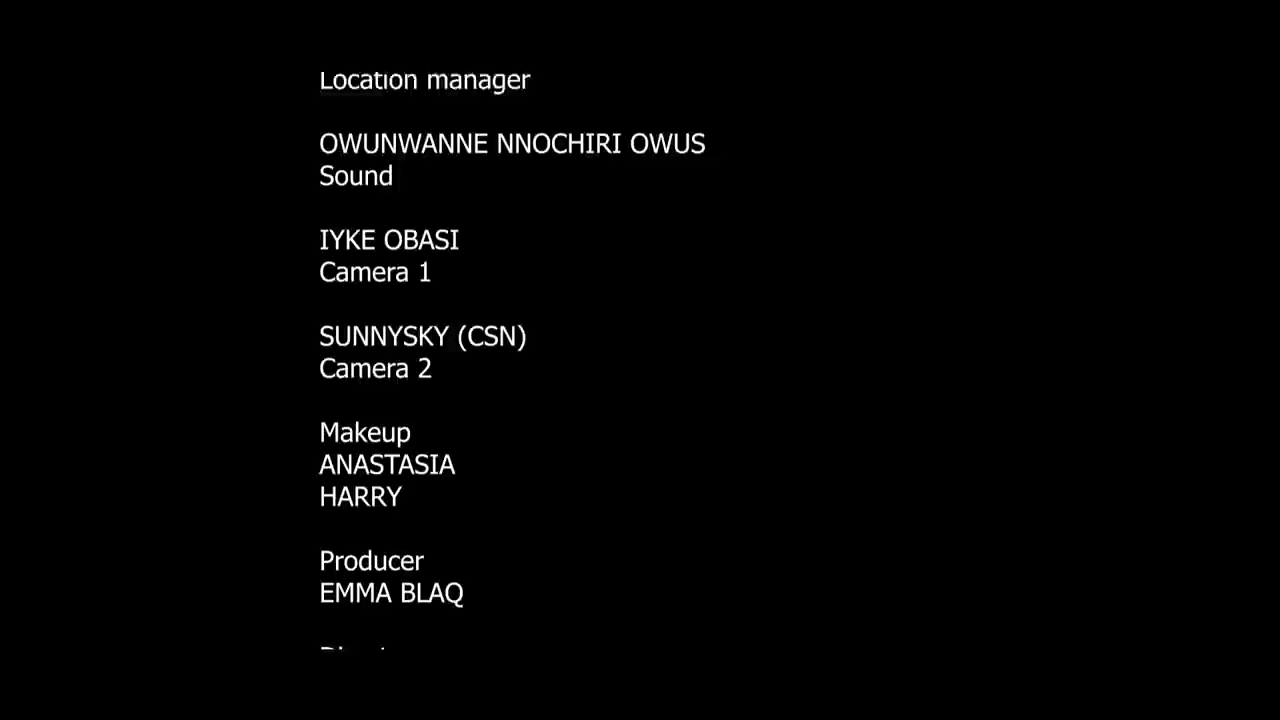 Location manager
OWUNWANNE NNOCHIRI OWUS
Sound
IYKE OBASI
Camera 1
SUNNYSKY (CSN)
Camera 2
Makeup
ANASTASIA
HARRY
Producer
EMMA BLAQ